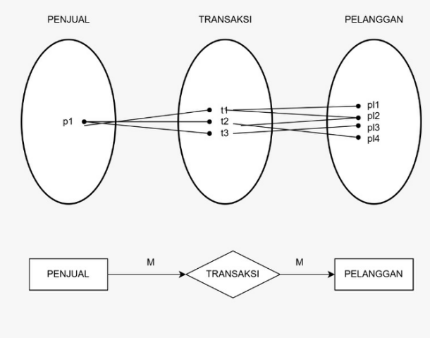 PENJUAL
TRANSAKSI
PELANGGAN
p1
t1
t2
t3
pl1
pl2
pl3
pl4
M
M
PENJUAL
TRANSAKSI
PELANGGAN